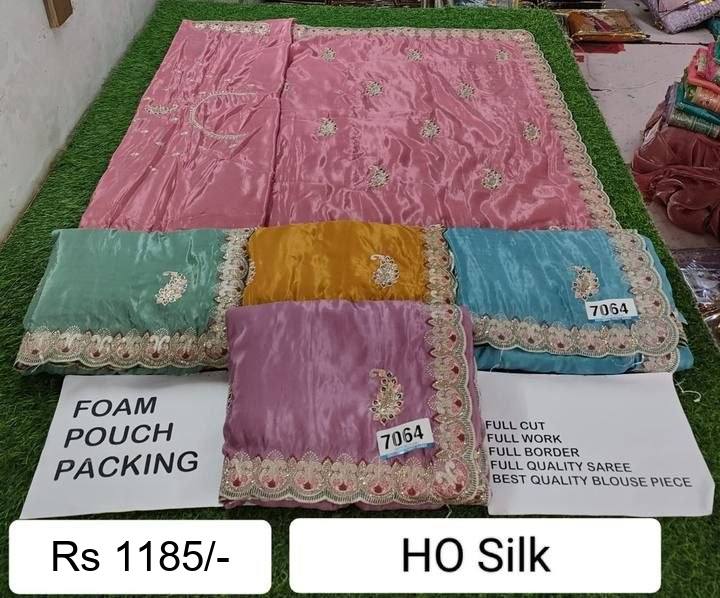 7064
7064
FOAM
POUCH
PACKING
FULL CUT
FULL WORK
FULL BORDER
FULL QUALITY SAREE
BEST QUALITY BLOUSE PIECE
Rs 1185/-
HO Silk